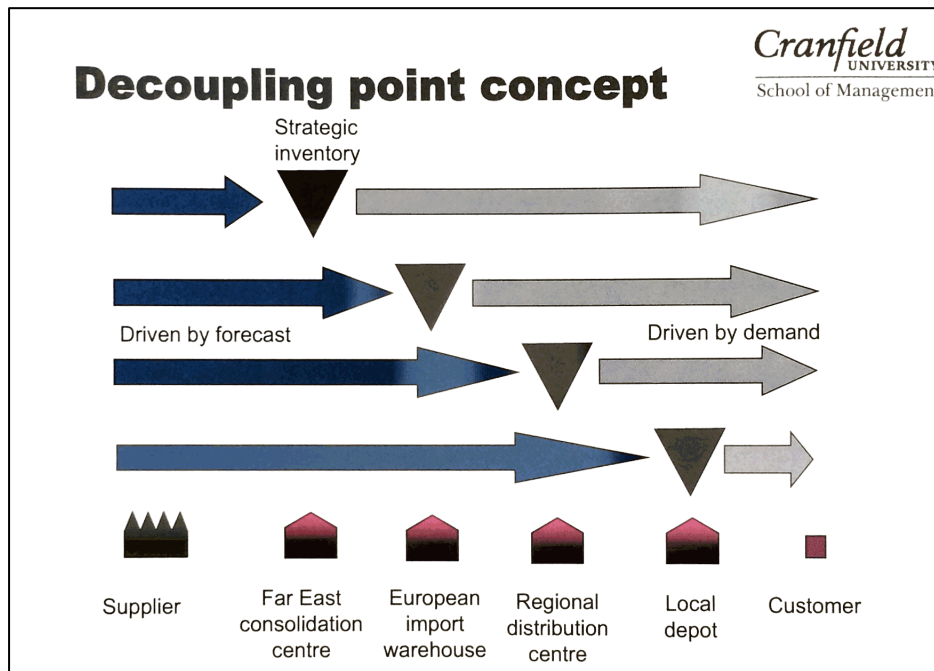 Cranfield
UNIVERSITY
School of Managemen
Decoupling point concept
Strategic
inventory
Driven by forecast
Driven by demand
Supplier
Far East
consolidation
centre
European
import
warehouse
Regional
distribution
centre
Local
depot
Customer